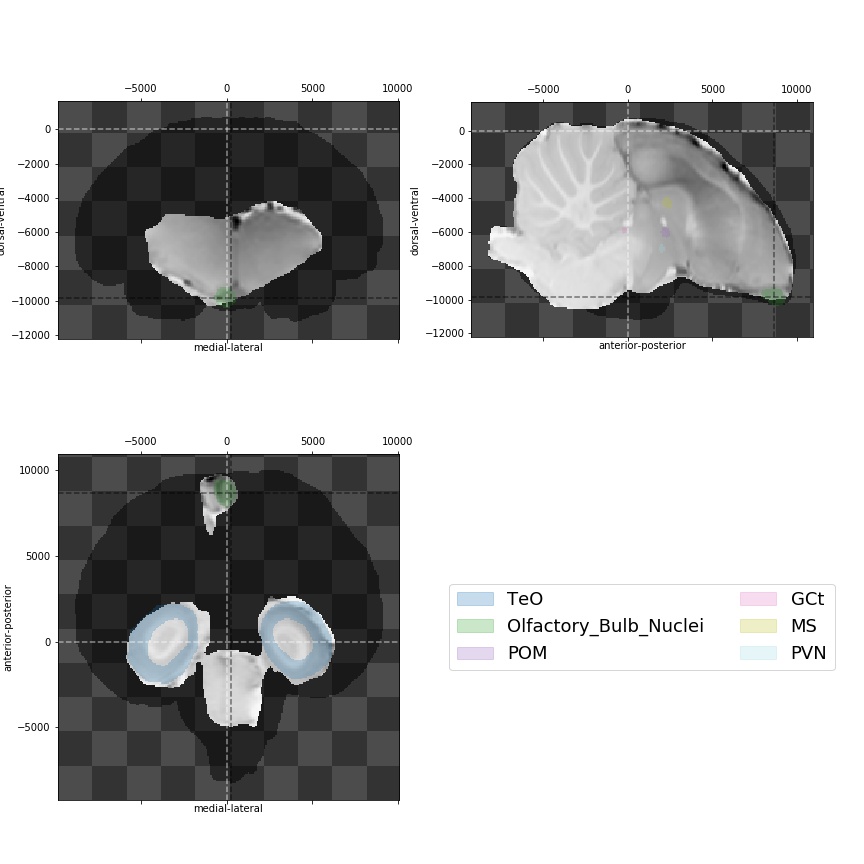 −5000 0 5000 10000
0
−2000
−4000
−6000
−8000
−10000
−12000
dorsal-ventral
medial-lateral
−5000 0 5000 10000
0
−2000
−4000
−6000
−8000
−10000
−12000
dorsal-ventral
anterior-posterior
−5000 0 5000 10000
10000
5000
0
−5000
anterior-posterior
medial-lateral
TeO
Olfactory_Bulb_Nuclei
POM
GCt
MS
PVN